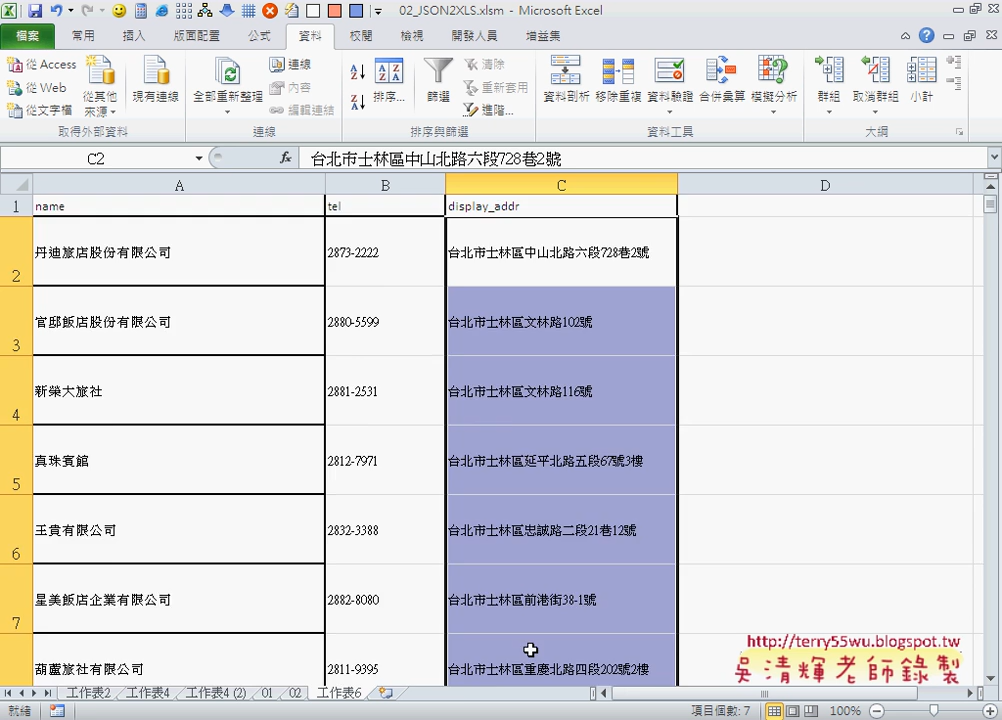 02_JSON2XLS.xlsm - Microsoft Excel
檔案 常用 插入 版面配置 公式 資料 校閱 檢視 開發人員 增益集
從 Access
從 Web
從文字檔
從其他來源
現有連線
全部重新整理
連線
內容
編輯連結
排序...
篩選
清除
重新套用
進階...
資料剖析 移除重複 資料驗證 合併彙算 模擬分析 群組 取消群組 小計
取得外部資料 連線 排序與篩選 資料工具 大綱
C2 fx 台北市士林區中山北路六段728巷2號
A B C D
1 name tel display_addr
2 丹迪旅店股份有限公司 2873-2222 台北市士林區中山北路六段728巷2號
3 官邸飯店股份有限公司 2880-5599 台北市士林區文林路102號
4 新榮大旅社 2881-2531 台北市士林區文林路116號
5 真珠賓館 2812-7971 台北市士林區延平北路五段67號3樓
6 王貴有限公司 2832-3388 台北市士林區忠誠路二段21巷12號
7 星美飯店企業有限公司 2882-8080 台北市士林區前港街38-1號
葫蘆旅社有限公司 2811-9395 台北市士林區重慶北路四段202號2樓
http://terry55wu.blogspot.tw
吳清輝老師錄製
工作表2 工作表4 工作表4 (2) 01 02 工作表6
就緒 項目個數: 7 100%